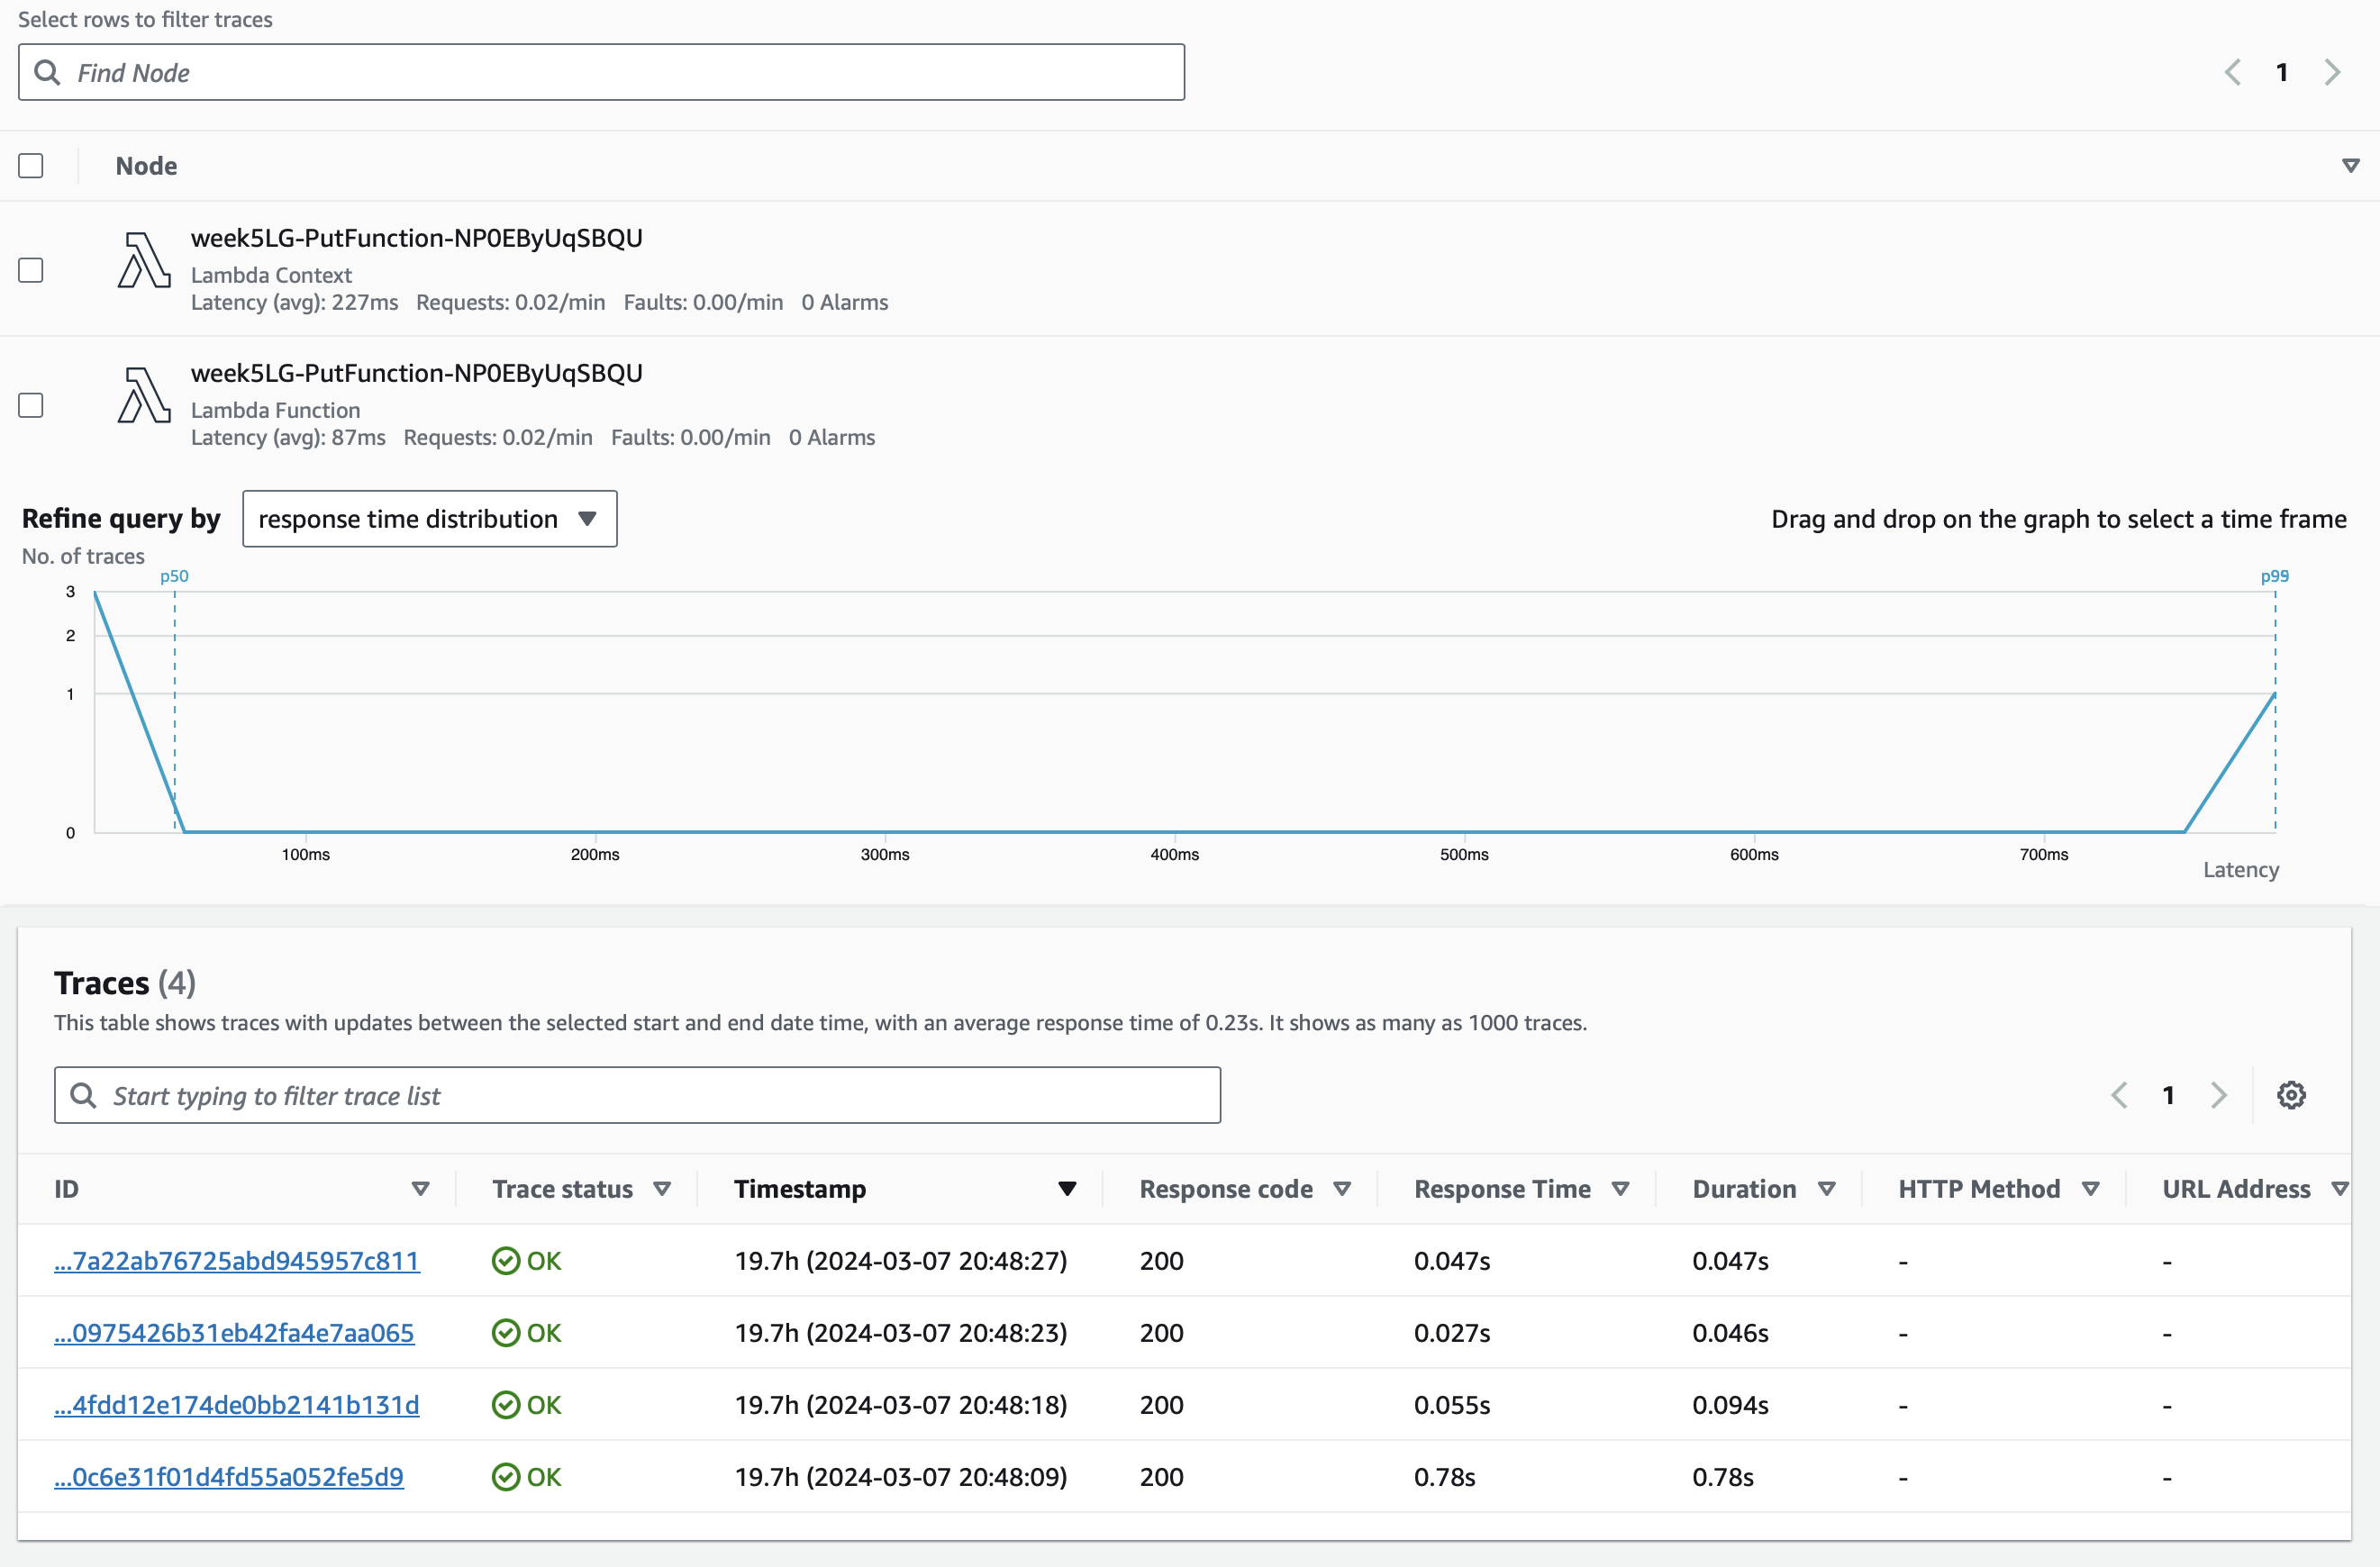 Select rows to filter traces
Find Node
1
Node
week5LG-PutFunction-NP0EByUqSBQU
Lambda Context
Latency (avg): 227ms Requests: 0.02/min Faults: 0.00/min 0 Alarms
week5LG-PutFunction-NP0EByUqSBQU
Lambda Function
Latency (avg): 87ms Requests: 0.02/min Faults: 0.00/min 0 Alarms
Refine query by response time distribution Drag and drop on the graph to select a time frame
No. of traces
p50 p99
3
2
1
0
100ms 200ms 300ms 400ms 500ms 600ms 700ms
Latency
Traces (4)
This table shows traces with updates between the selected start and end date time, with an average response time of 0.23s. It shows as many as 1000 traces.
Start typing to filter trace list 1
ID Trace status Timestamp Response code Response Time Duration HTTP Method URL Address
...7a22ab76725abd945957c811 OK 19.7h (2024-03-07 20:48:27) 200 0.047s 0.047s - -
...0975426b31eb42fa4e7aa065 OK 19.7h (2024-03-07 20:48:23) 200 0.027s 0.046s - -
...4fdd12e174de0bb2141b131d OK 19.7h (2024-03-07 20:48:18) 200 0.055s 0.094s - -
...0c6e31f01d4fd55a052fe5d9 OK 19.7h (2024-03-07 20:48:09) 200 0.78s 0.78s - -